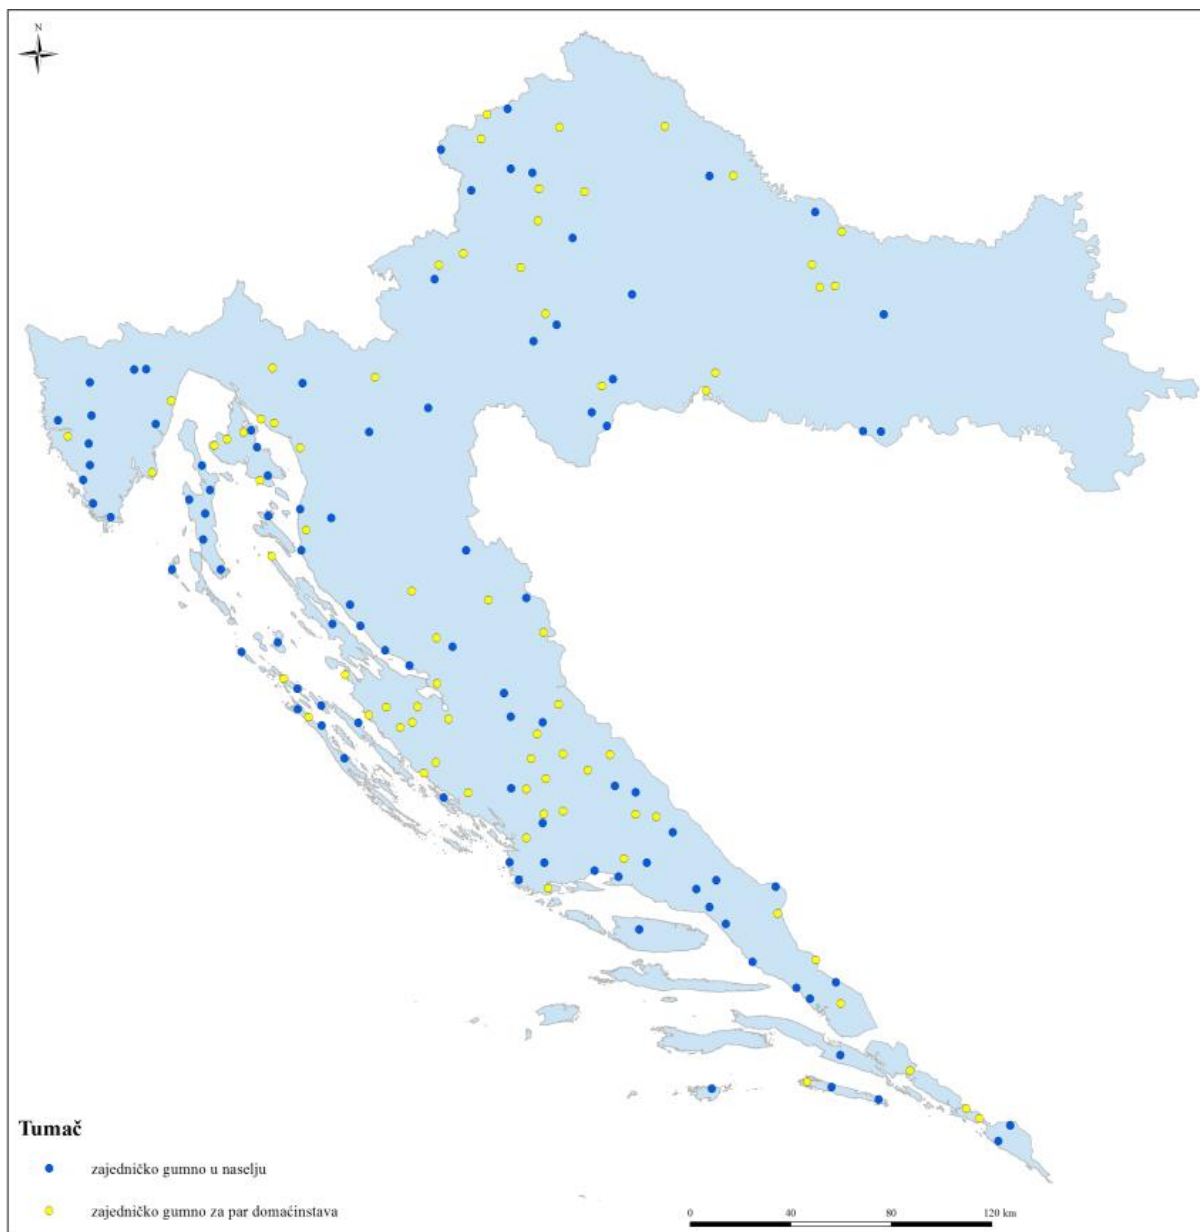 N
Tumač
zajedničko gumno u naselju
zajedničko gumno za par domaćinstava
0 40 80 120 km